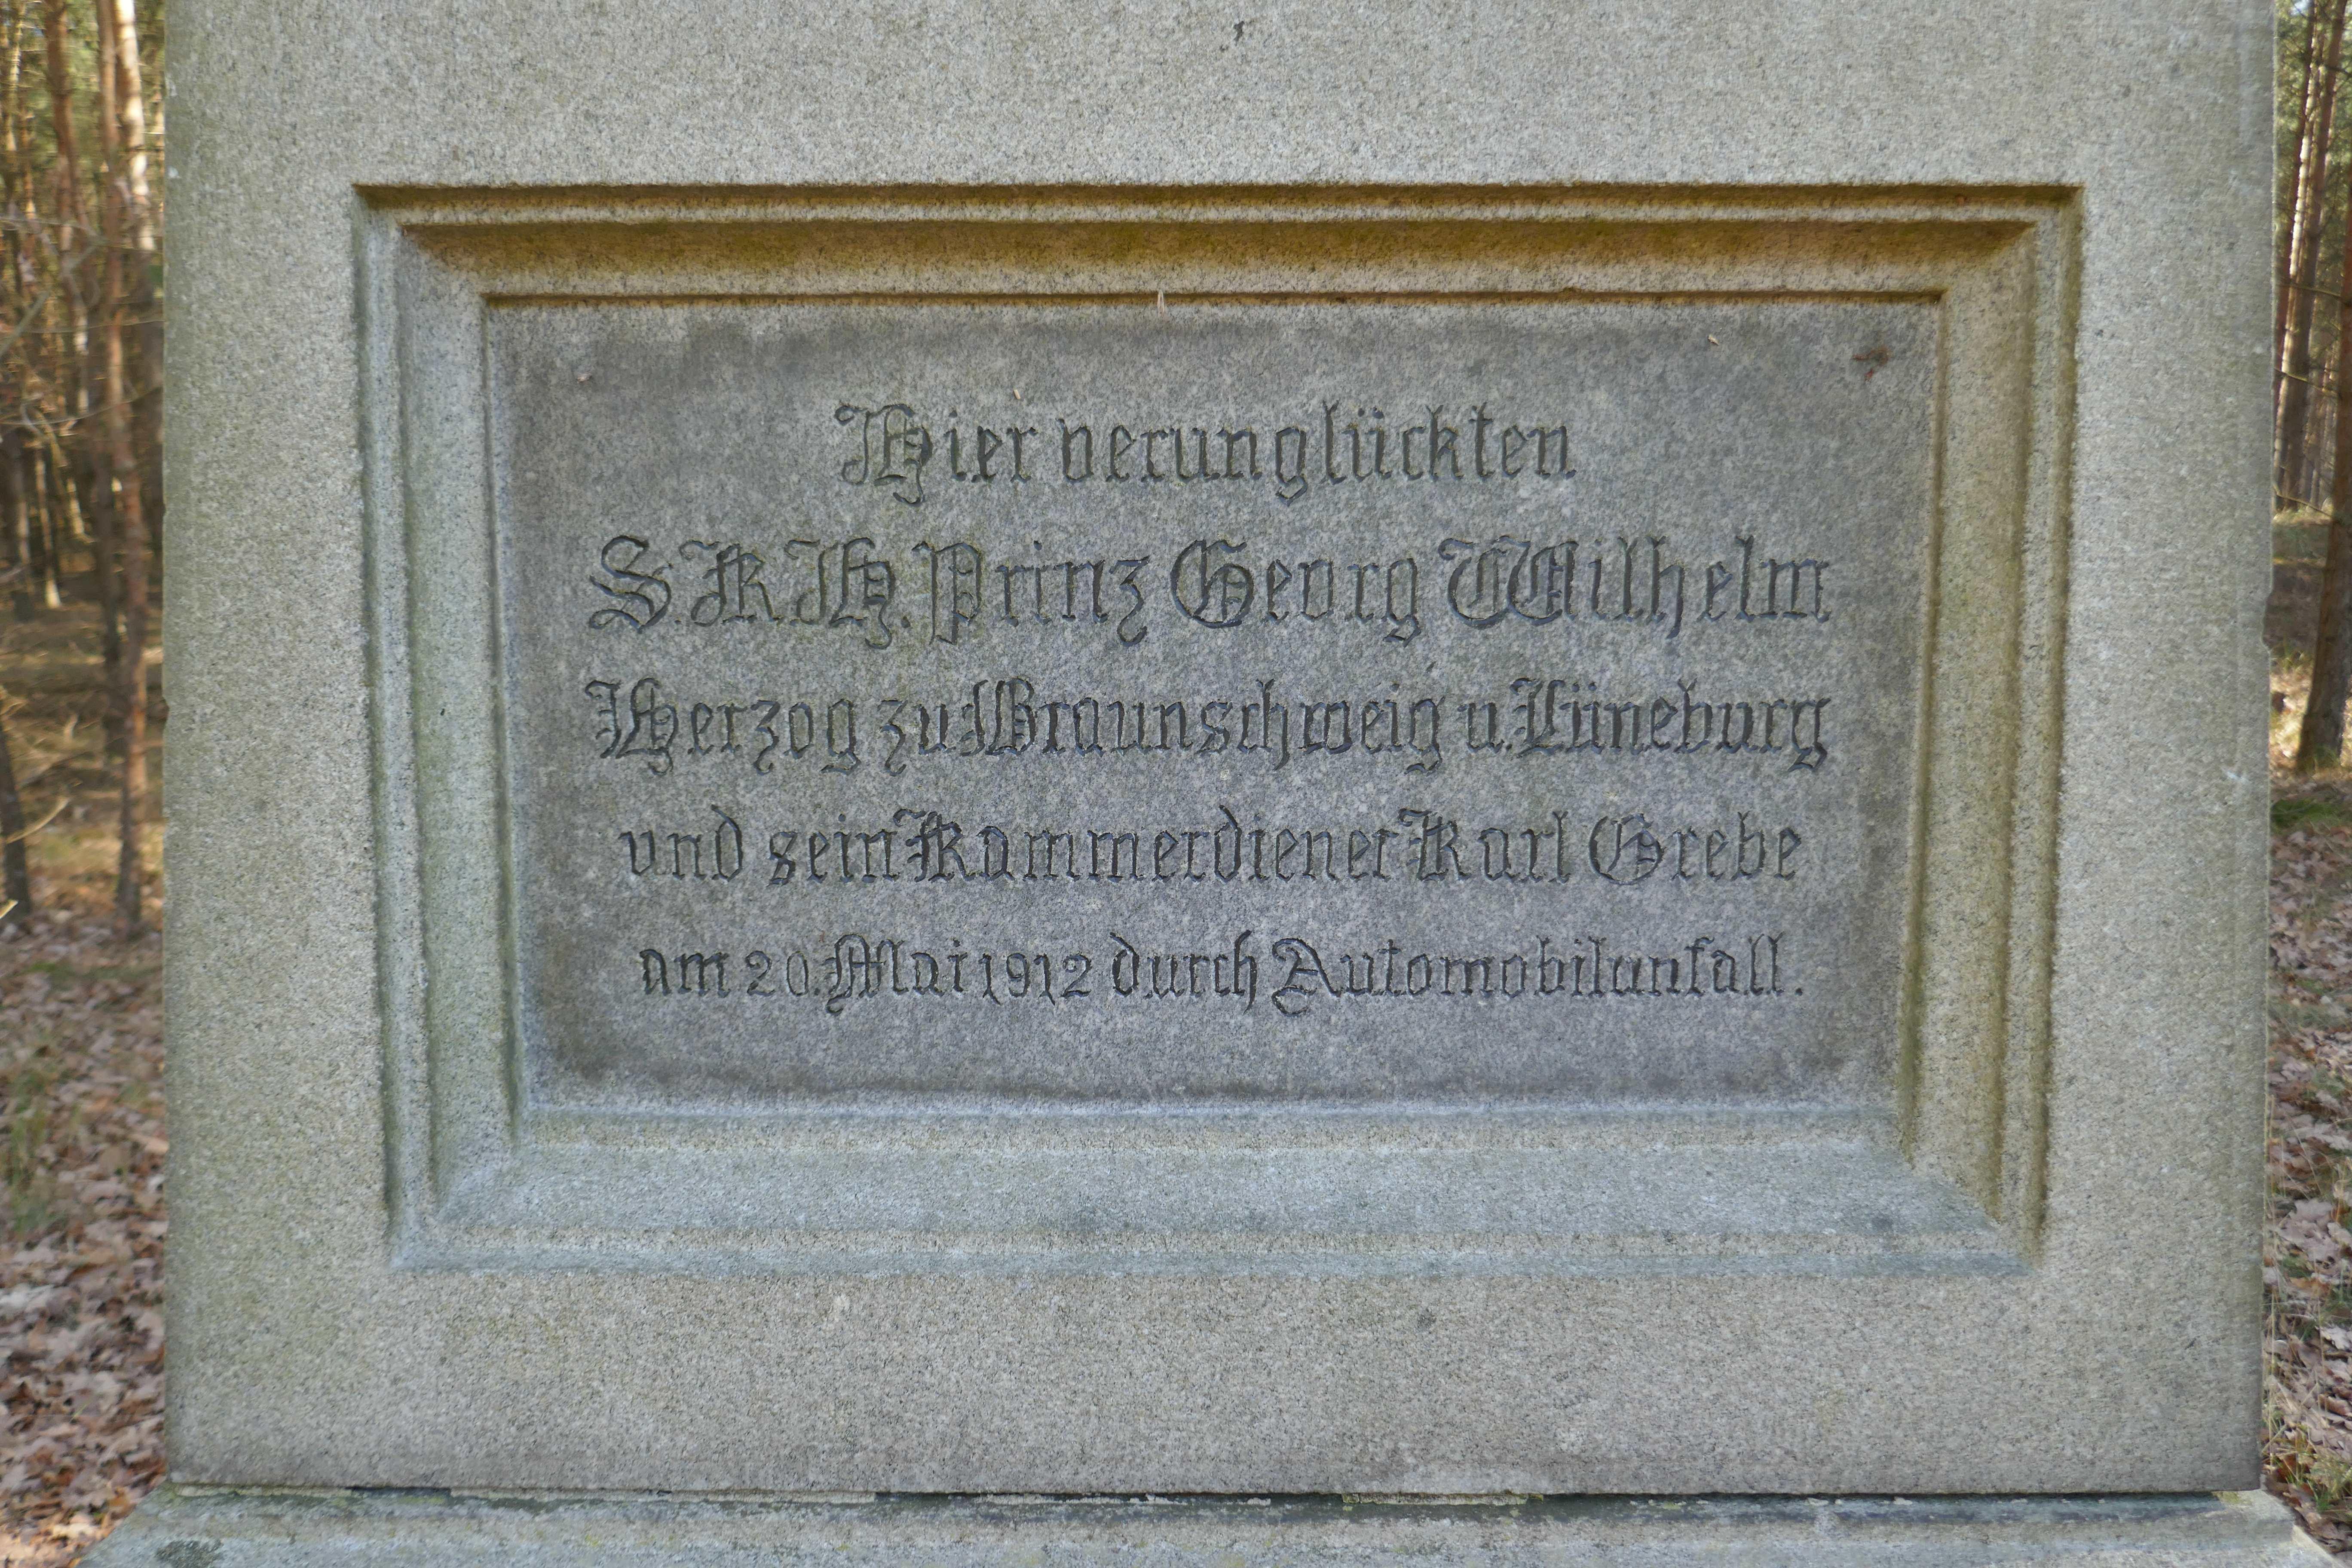 Hier verunglückten
S.K.H. Prinz Georg Wilhelm
Herzog zu Braunschweig u. Lüneburg
und sein Kammerdiener Karl Grebe
am 20. Mai 1912 durch Automobilunfall.